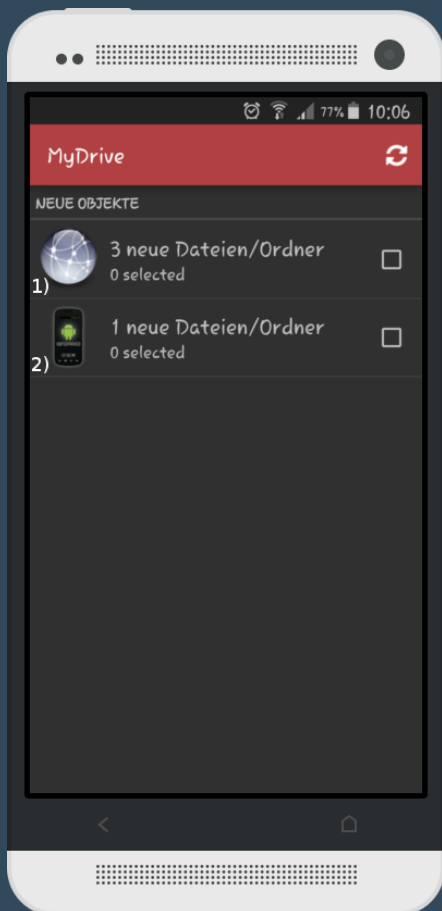 77% 10:06
MyDrive
NEUE OBJEKTE
3 neue Dateien/Ordner
0 selected
1)
1 neue Dateien/Ordner
0 selected
2)